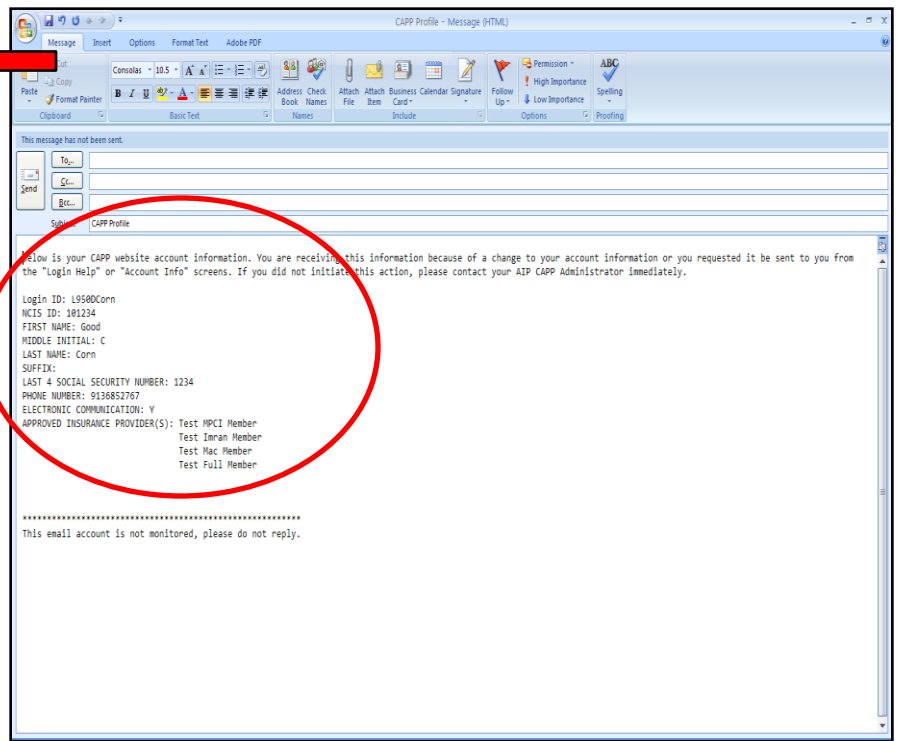 CAPP Profile - Message (HTML)
Message Insert Options Format Text Adobe PDF
Cut
Copy
Paste
Format Painter
Clipboard
Consolas 10.5
Basic Text
Address Book
Check Names
Names
Attach File
Attach Item
Business Card
Calendar
Signature
Include
Follow Up
Permission
High Importance
Low Importance
Options
ABC
Spelling
Proofing
This message has not been sent.
Send
To...
Cc...
Bcc...
CAPP Profile
Below is your CAPP website account information. You are receiving this information because of a change to your account information or you requested it be sent to you from
the "Login Help" or "Account Info" screens. If you did not initiate this action, please contact your AIP CAPP Administrator immediately.
Login ID: L950DCorn
NCIS ID: 101234
FIRST NAME: Good
MIDDLE INITIAL: C
LAST NAME: Corn
SUFFIX:
LAST 4 SOCIAL SECURITY NUMBER: 1234
PHONE NUMBER: 9136852767
ELECTRONIC COMMUNICATION: Y
APPROVED INSURANCE PROVIDER(S): Test MPCI Member
Test Imran Member
Test Mac Member
Test Full Member
*********************************************************
This email account is not monitored, please do not reply.